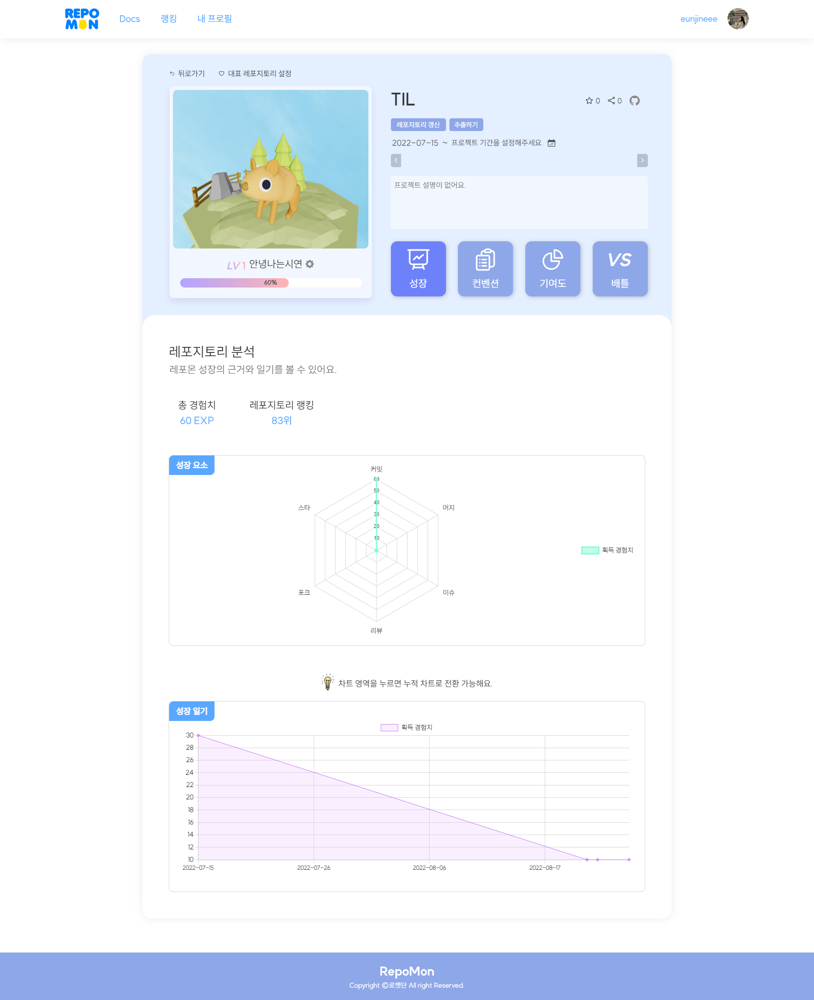 REPO
MON
Docs 랭킹 내 프로필 eunjineee
뒤로가기 대표 레포지토리 설정
TIL 0 0
레포지토리 갱신 추출하기
2022-07-15 ~ 프로젝트 기간을 설정해주세요.
프로젝트 설명이 없어요.
LV 1 안녕나는시연
60%
VS
성장 컨벤션 기여도 배틀
레포지토리 분석
레포몬 성장의 근거와 일기를 볼 수 있어요.
총 경험치 레포지토리 랭킹
60 EXP 83위
성장 요소
커밋
60
50
40
30
20
10
스타 머지
획득 경험치
포크 이슈
리뷰
차트 영역을 누르면 누적 차트로 전환 가능해요.
성장 일기
획득 경험치
30
28
26
24
22
20
18
16
14
12
10
2022-07-15 2022-07-26 2022-08-06 2022-08-17
RepoMon
Copyright ©로켓단 All right Reserved.